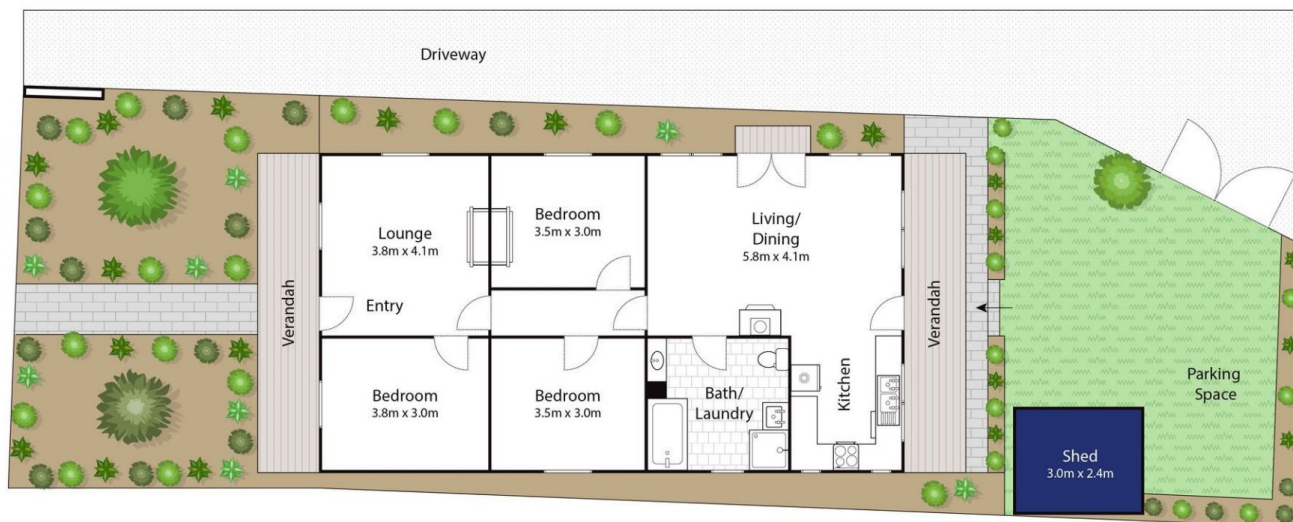 Driveway
Lounge
3.8m x 4.1m
Bedroom
3.5m x 3.0m
Living/
Dining
5.8m x 4.1m
Entry
Verandah
Verandah
Bedroom
3.8m x 3.0m
Bedroom
3.5m x 3.0m
Bath/
Laundry
Kitchen
Parking
Space
Shed
3.0m x 2.4m